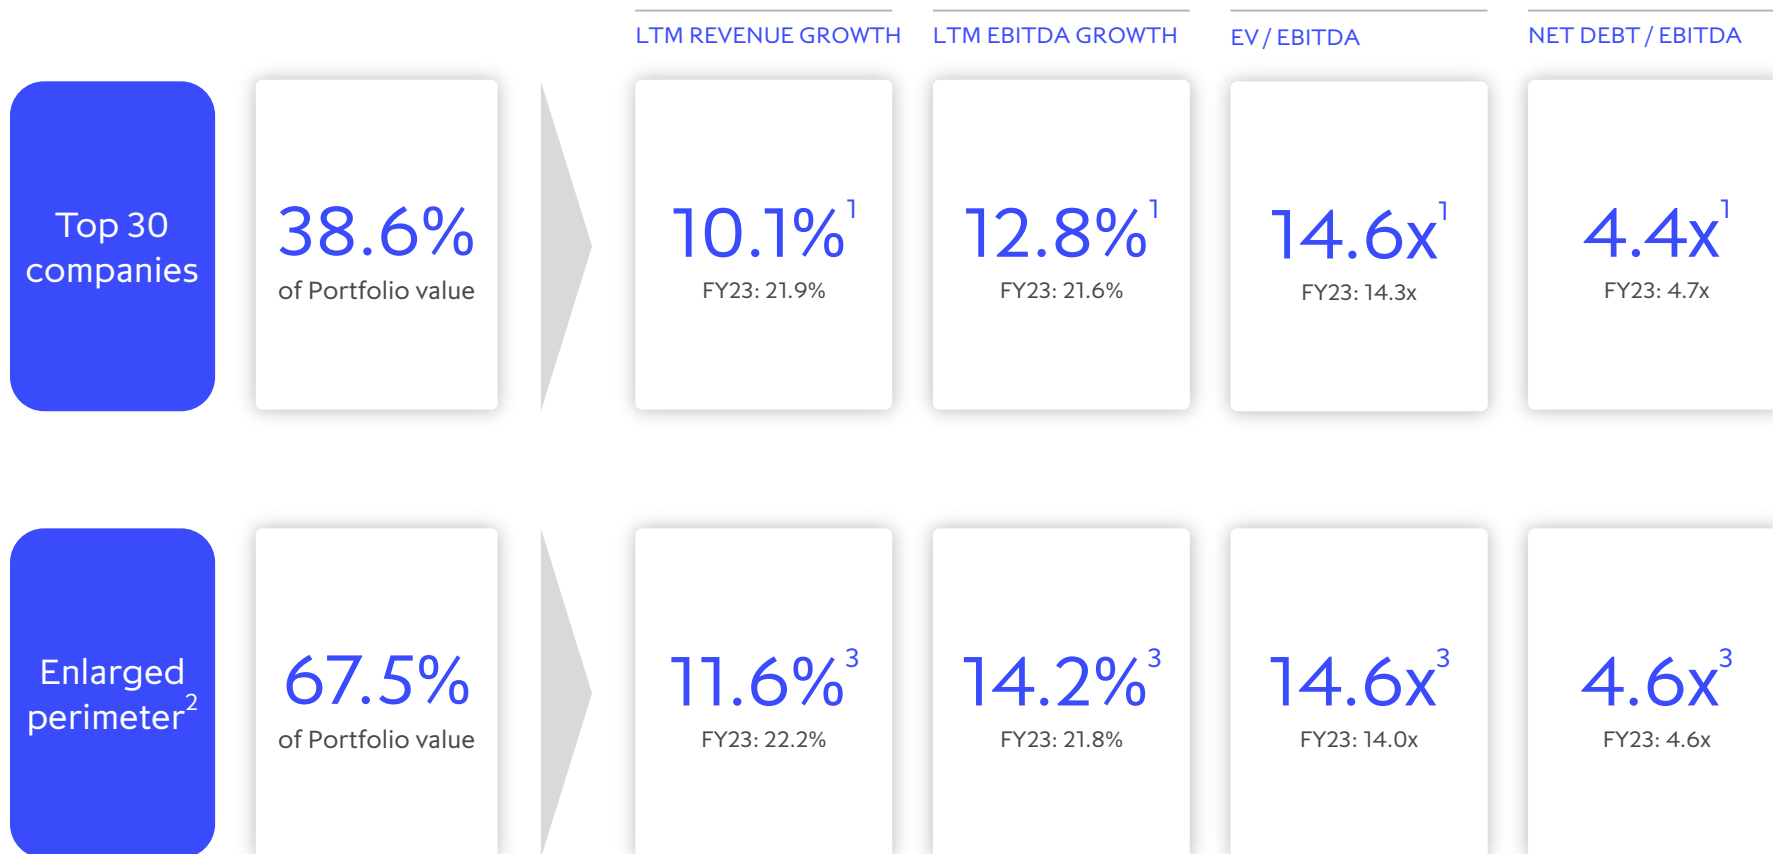 LTM REVENUE GROWTH
LTM EBITDA GROWTH
EV / EBITDA
NET DEBT / EBITDA
Top 30
companies
38.6%
of Portfolio value
10.1%1
FY23: 21.9%
12.8%1
FY23: 21.6%
14.6x1
FY23: 14.3x
4.4x1
FY23: 4.7x
Enlarged
perimeter2
67.5%
of Portfolio value
11.6%3
FY23: 22.2%
14.2%3
FY23: 21.8%
14.6x3
FY23: 14.0x
4.6x3
FY23: 4.6x